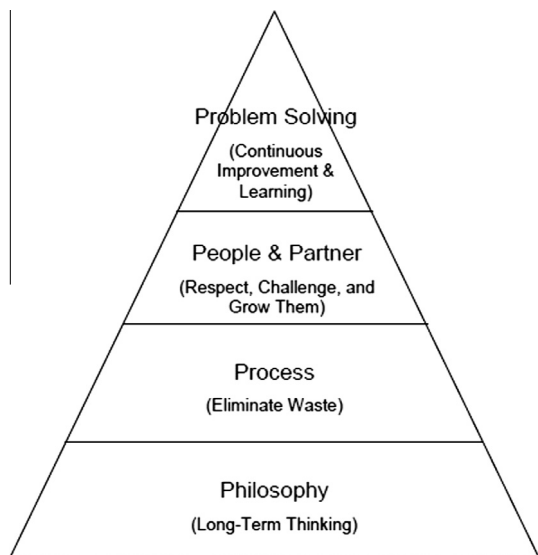 Problem Solving
(Continuous
Improvement &
Learning)
People & Partner
(Respect, Challenge, and
Grow Them)
Process
(Eliminate Waste)
Philosophy
(Long-Term Thinking)